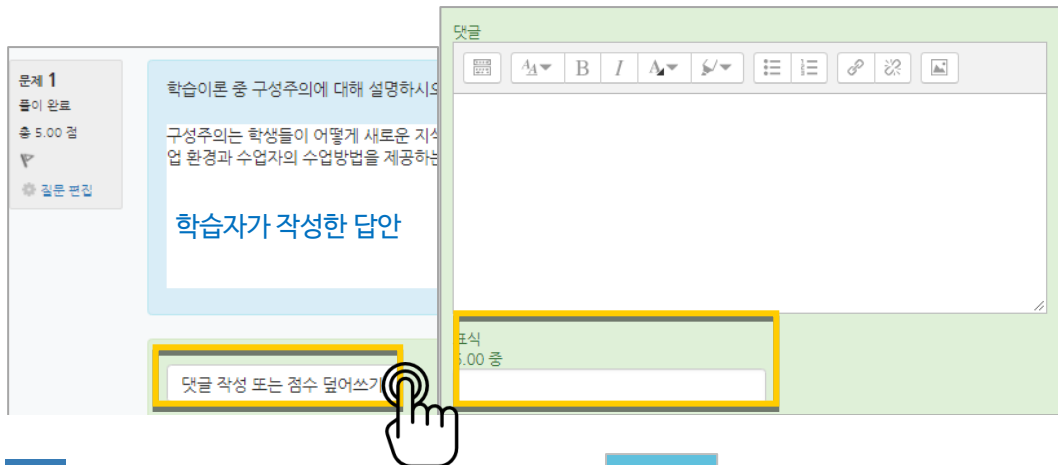 문제 1
풀이 완료
총 5.00 점
질문 편집
학습이론 중 구성주의에 대해 설명하시오
구성주의는 학생들이 어떻게 새로운 지식
업 환경과 수업자의 수업방법을 제공하는
학습자가 작성한 답안
댓글 작성 또는 점수 덮어쓰기
댓글
B I
표식
5.00 중